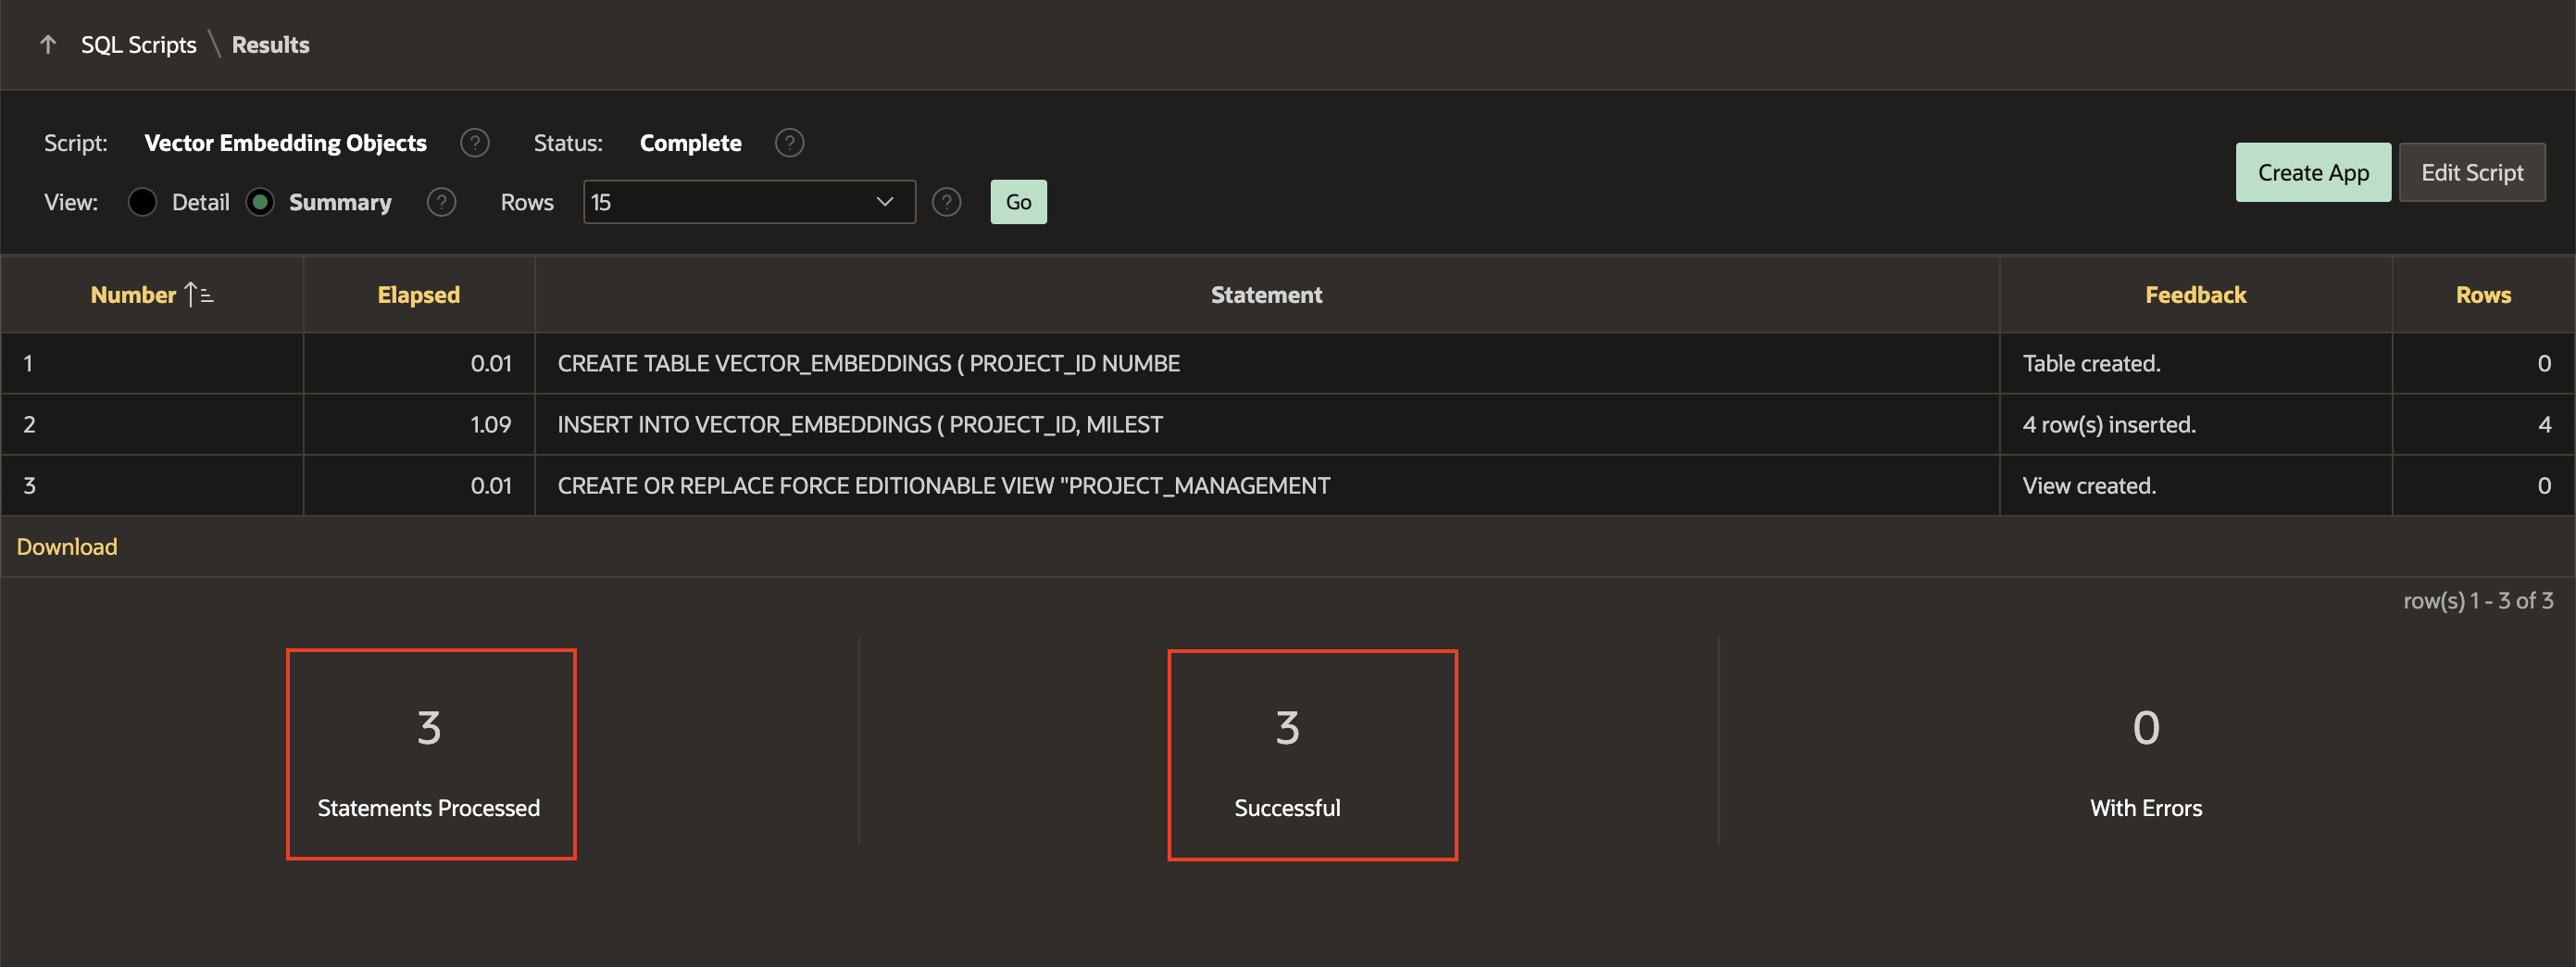 SQL Scripts \ Results
Script: Vector Embedding Objects ? Status: Complete ?
View: Detail Summary ? Rows 15 ? Go
Create App Edit Script
Number Elapsed Statement Feedback Rows
1 0.01 CREATE TABLE VECTOR_EMBEDDINGS ( PROJECT_ID NUMBE Table created. 0
2 1.09 INSERT INTO VECTOR_EMBEDDINGS ( PROJECT_ID, MILEST 4 row(s) inserted. 4
3 0.01 CREATE OR REPLACE FORCE EDITIONABLE VIEW "PROJECT_MANAGEMENT View created. 0
Download
row(s) 1 - 3 of 3
3 3 0
Statements Processed Successful With Errors